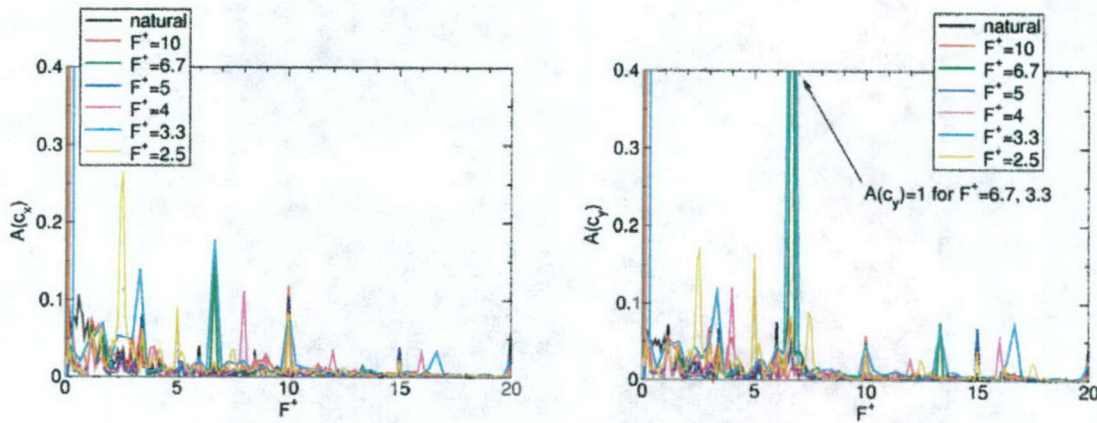 natural
F⁺=10
F⁺=6.7
F⁺=5
F⁺=4
F⁺=3.3
F⁺=2.5
0.4
0.3
0.2
0.1
0
A(cₓ)
0 5 10 15 20
F⁺
natural
F⁺=10
F⁺=6.7
F⁺=5
F⁺=4
F⁺=3.3
F⁺=2.5
0.4
0.3
0.2
0.1
0
A(c_y)
A(c_y)=1 for F⁺=6.7, 3.3
0 5 10 15 20
F⁺